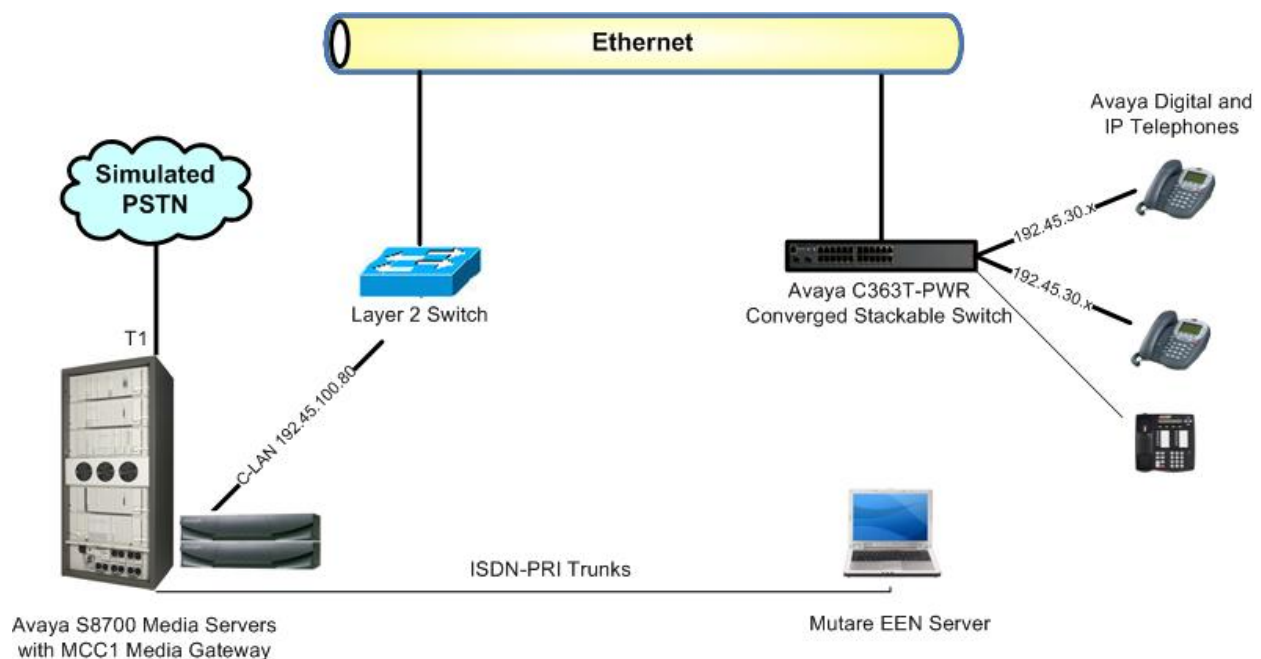 Ethernet
Avaya Digital and
IP Telephones
Simulated
PSTN
192.45.30.x
192.45.30.x
Layer 2 Switch
Avaya C363T-PWR
Converged Stackable Switch
T1
C-LAN 192.45.100.80
ISDN-PRI Trunks
Avaya S8700 Media Servers
with MCC1 Media Gateway
Mutare EEN Server